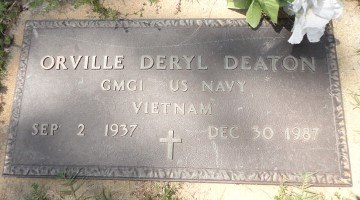 ORVILLE DERYL DEATON
GMG1 US NAVY
VIETNAM
SEP 2 1937 DEC 30 1987